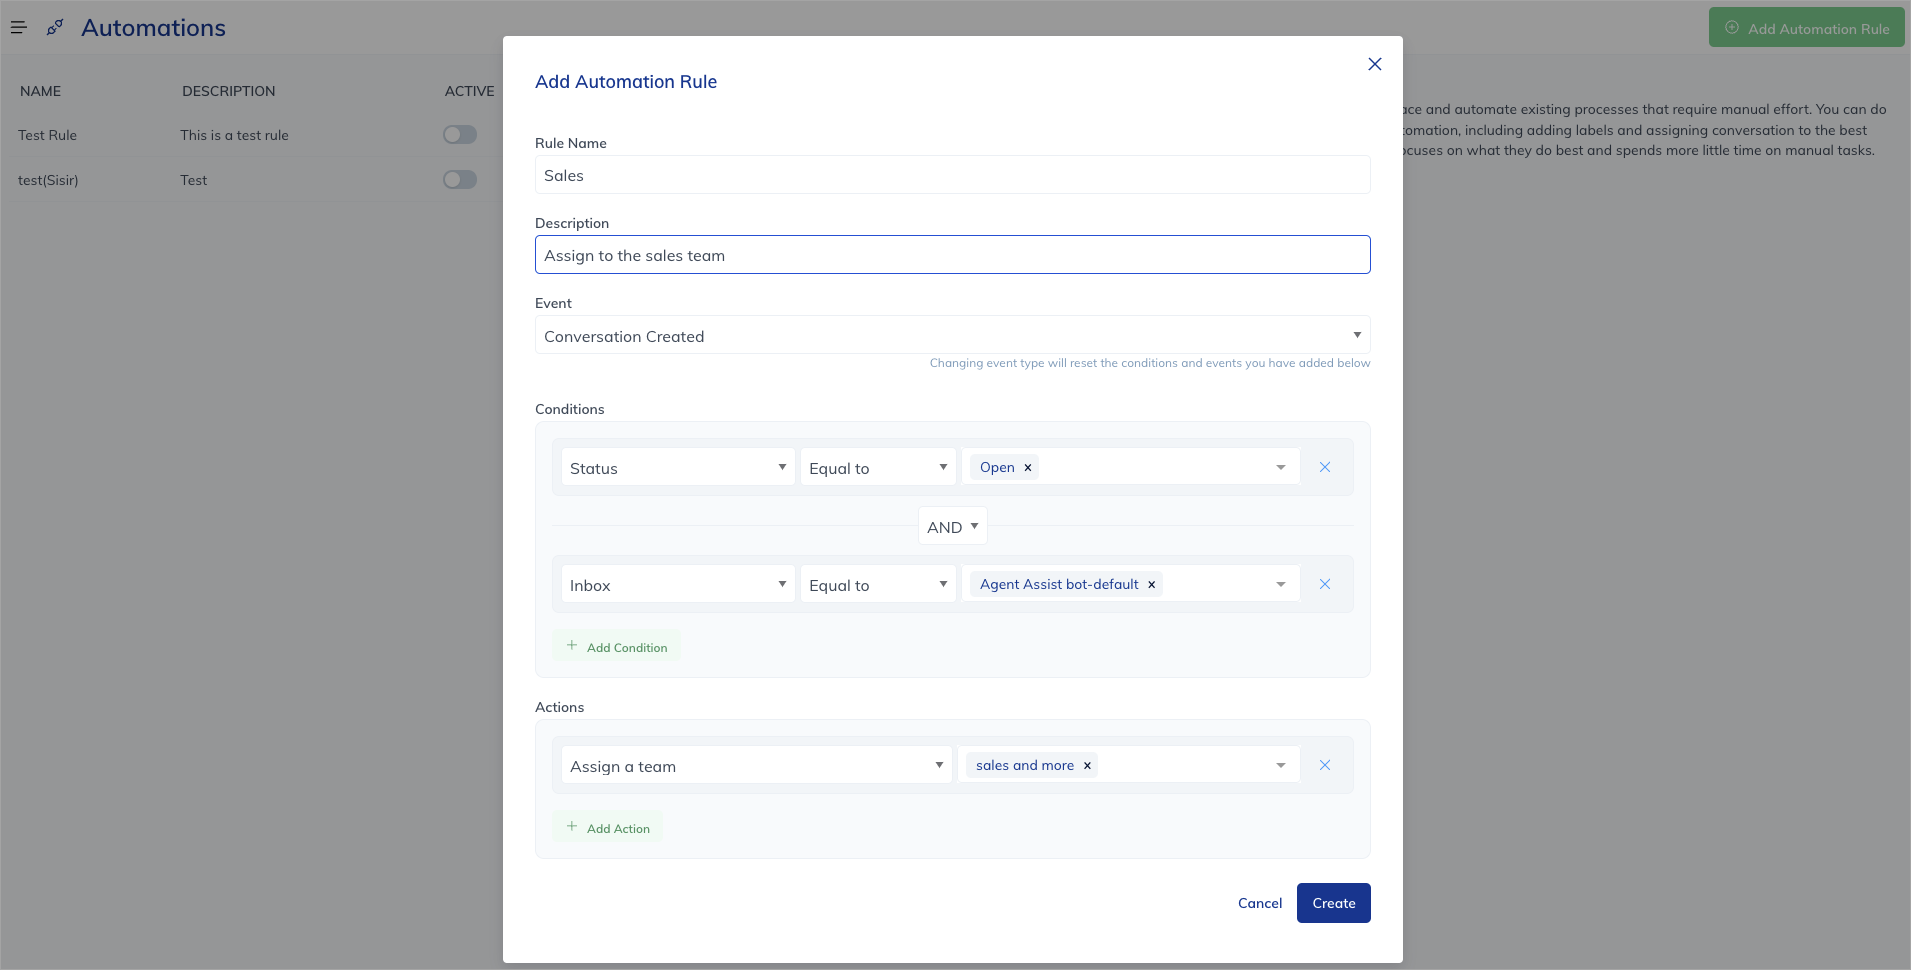 Automations
Add Automation Rule
NAME DESCRIPTION ACTIVE
Test Rule This is a test rule
test(Sisir) Test
and automate existing processes that require manual effort. You can do
including adding labels and assigning conversation to the best
on what they do best and spends more little time on manual tasks.
Add Automation Rule
Rule Name
Sales
Description
Assign to the sales team
Event
Conversation Created
Changing event type will reset the conditions and events you have added below
Conditions
Status Equal to Open x
AND
Inbox Equal to Agent Assist bot-default x
+ Add Condition
Actions
Assign a team sales and more x
+ Add Action
Cancel Create